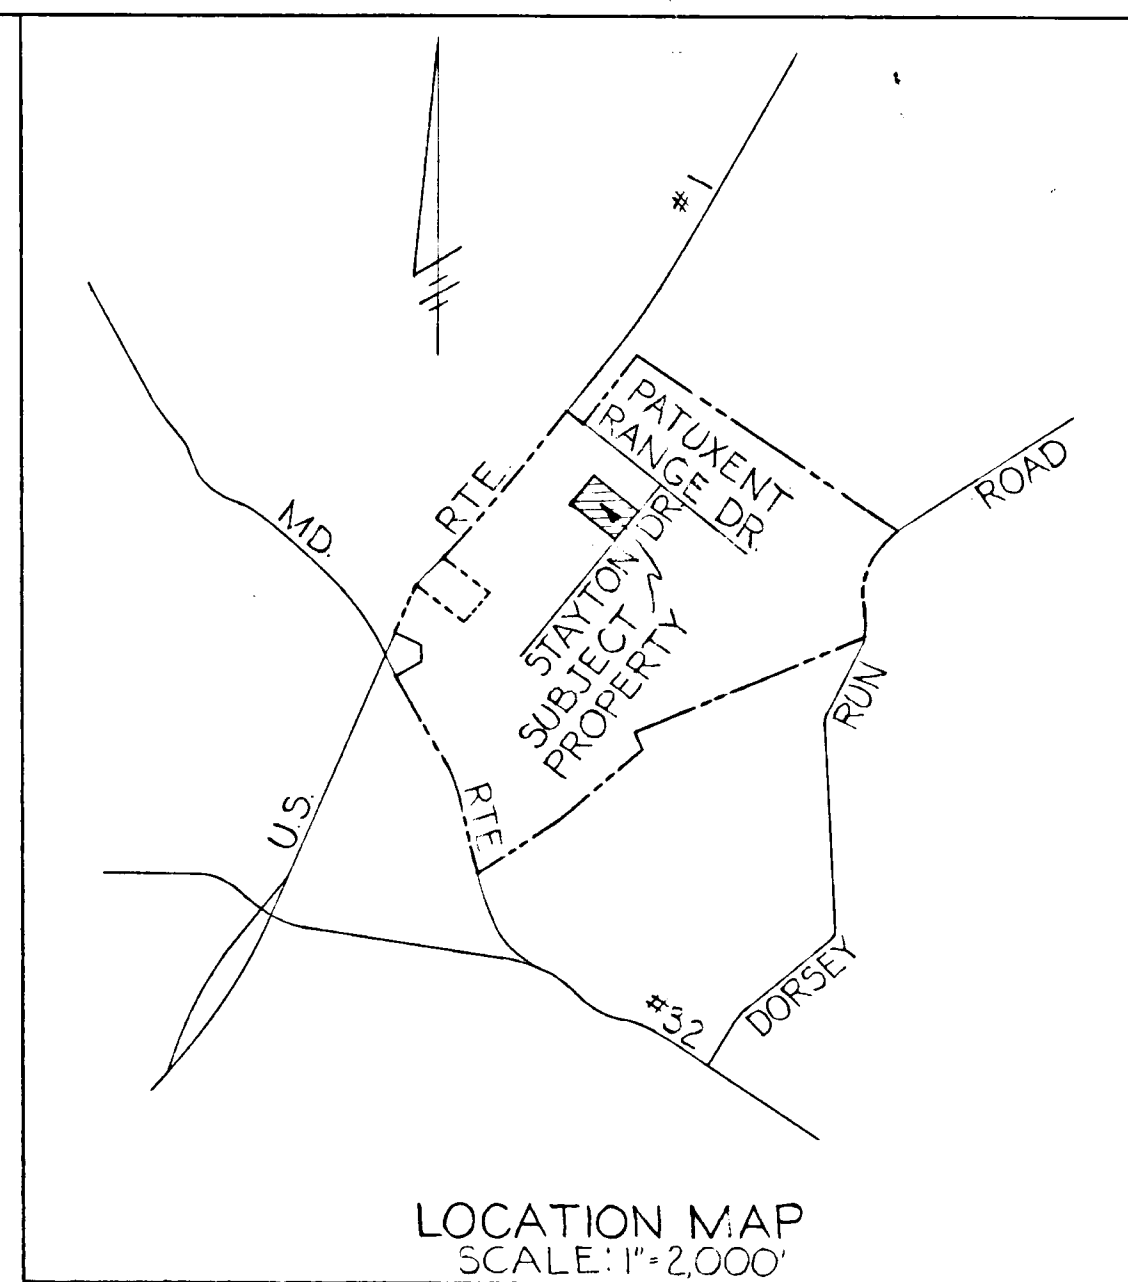 #1
PATUXENT
RANGE DR.
ROAD
RTE.
MD.
STAYTON DR.
SUBJECT
PROPERTY
RUN
U.S.
RTE
DORSEY
#32
LOCATION MAP
SCALE: 1"=2,000'